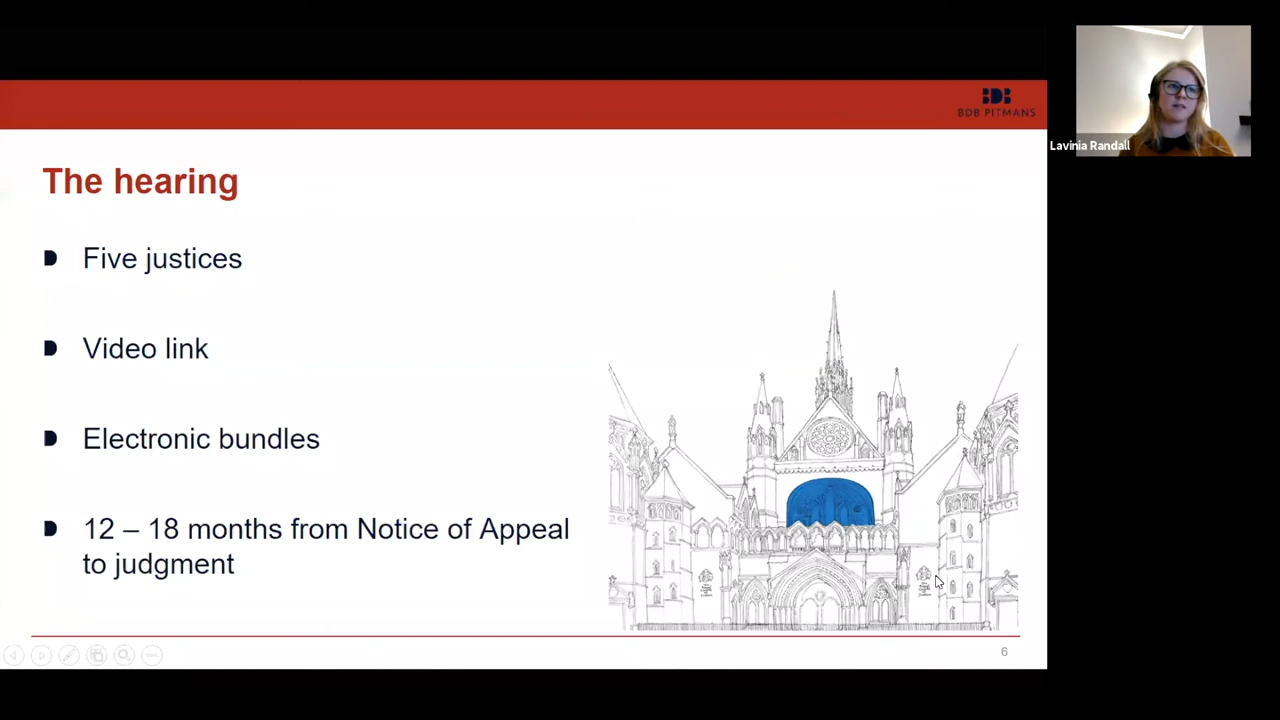 BDB PITMANS
Lavinia Randall
The hearing
Five justices
Video link
Electronic bundles
12 – 18 months from Notice of Appeal
to judgment
6